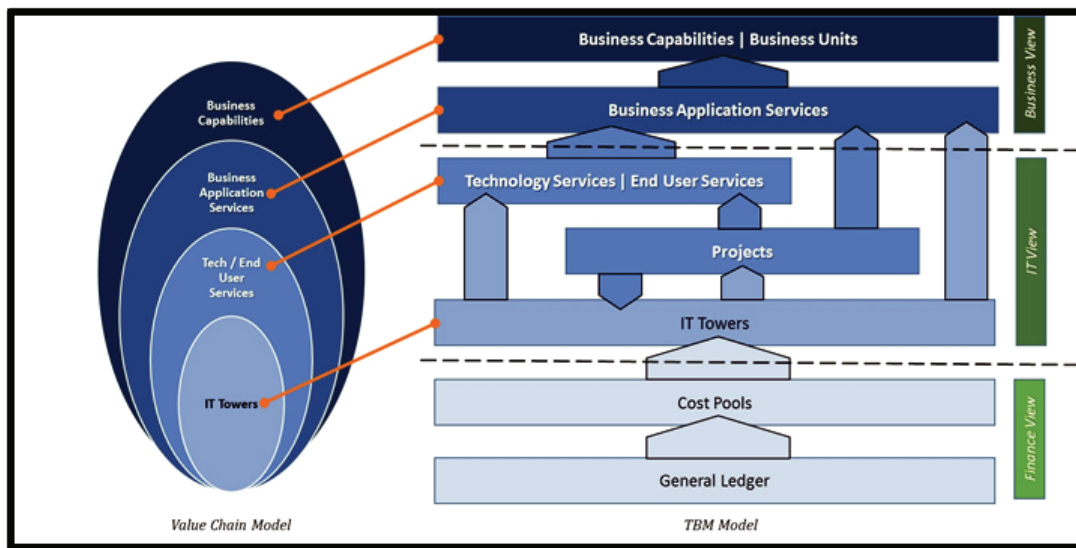 Business
Capabilities
Business
Application
Services
Tech / End
User
Services
IT Towers
Value Chain Model
Business Capabilities | Business Units
Business Application Services
Technology Services | End User Services
Projects
IT Towers
Cost Pools
General Ledger
TBM Model
Business View
IT View
Finance View